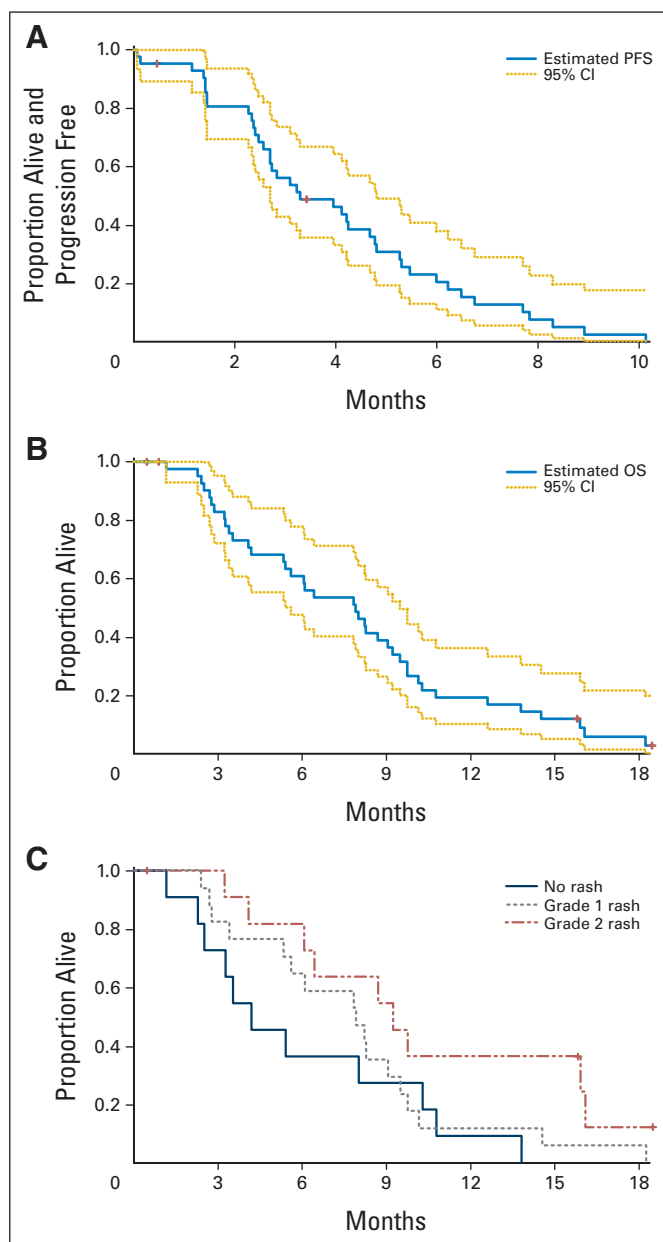 A
Estimated PFS
95% CI
Proportion Alive and
Progression Free
1.0
0.8
0.6
0.4
0.2
0 2 4 6 8 10
Months
B
Estimated OS
95% CI
Proportion Alive
1.0
0.8
0.6
0.4
0.2
0 3 6 9 12 15 18
Months
C
No rash
Grade 1 rash
Grade 2 rash
Proportion Alive
1.0
0.8
0.6
0.4
0.2
0 3 6 9 12 15 18
Months